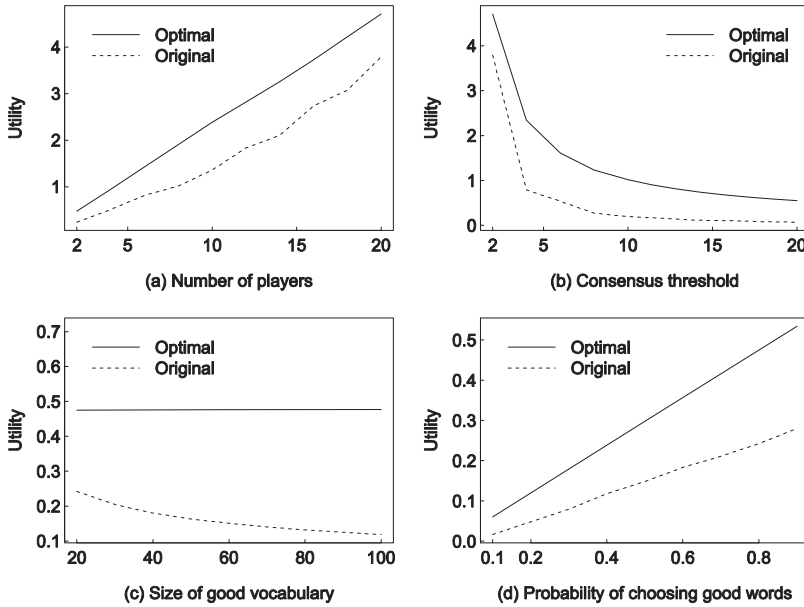 Optimal
Original
Utility
4
3
2
1
2 5 10 15 20
(a) Number of players
Optimal
Original
Utility
4
3
2
1
0
2 5 10 15 20
(b) Consensus threshold
Optimal
Original
Utility
0.7
0.6
0.5
0.4
0.3
0.2
0.1
20 40 60 80 100
(c) Size of good vocabulary
Optimal
Original
Utility
0.5
0.4
0.3
0.2
0.1
0.0
0.1 0.2 0.4 0.6 0.8
(d) Probability of choosing good words